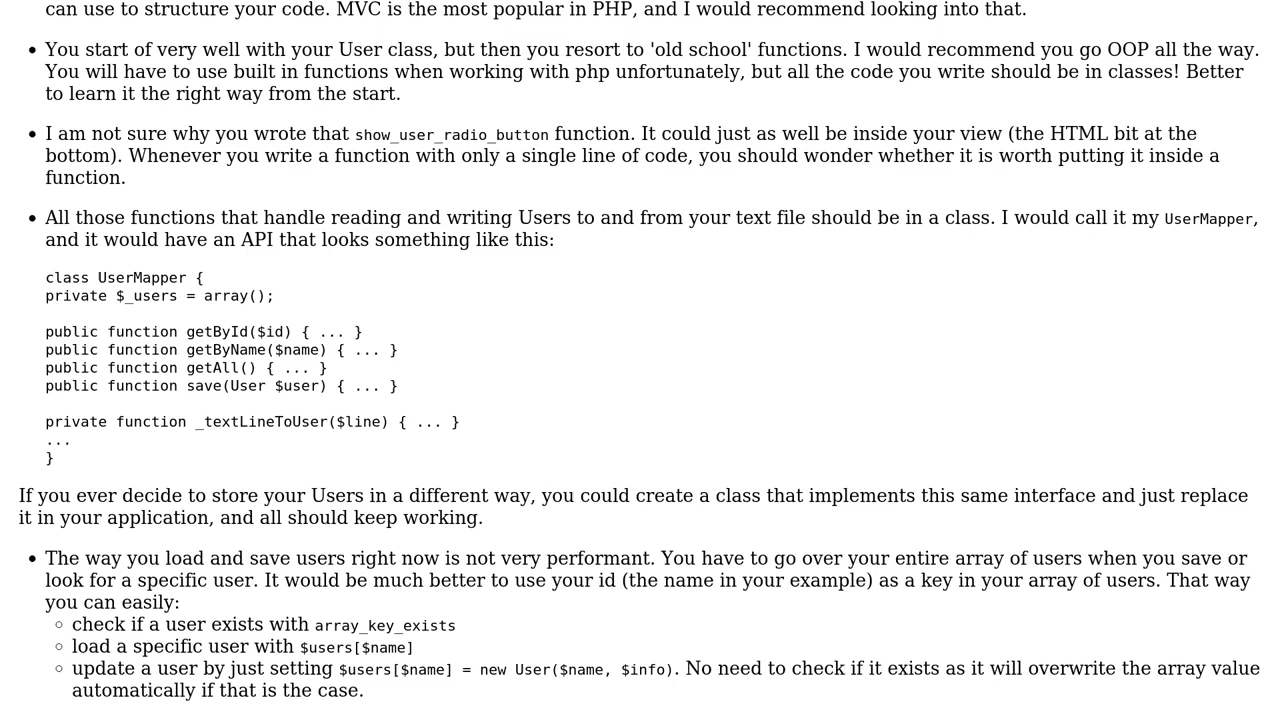 can use to structure your code. MVC is the most popular in PHP, and I would recommend looking into that.
• You start of very well with your User class, but then you resort to 'old school' functions. I would recommend you go OOP all the way.
You will have to use built in functions when working with php unfortunately, but all the code you write should be in classes! Better
to learn it the right way from the start.
• I am not sure why you wrote that show_user_radio_button function. It could just as well be inside your view (the HTML bit at the
bottom). Whenever you write a function with only a single line of code, you should wonder whether it is worth putting it inside a
function.
• All those functions that handle reading and writing Users to and from your text file should be in a class. I would call it my UserMapper,
and it would have an API that looks something like this:
class UserMapper {
private $_users = array();
public function getById($id) { ... }
public function getByName($name) { ... }
public function getAll() { ... }
public function save(User $user) { ... }
private function _textLineToUser($line) { ... }
...
}
If you ever decide to store your Users in a different way, you could create a class that implements this same interface and just replace
it in your application, and all should keep working.
• The way you load and save users right now is not very performant. You have to go over your entire array of users when you save or
look for a specific user. It would be much better to use your id (the name in your example) as a key in your array of users. That way
you can easily:
◦ check if a user exists with array_key_exists
◦ load a specific user with $users[$name]
◦ update a user by just setting $users[$name] = new User($name, $info). No need to check if it exists as it will overwrite the array value
automatically if that is the case.